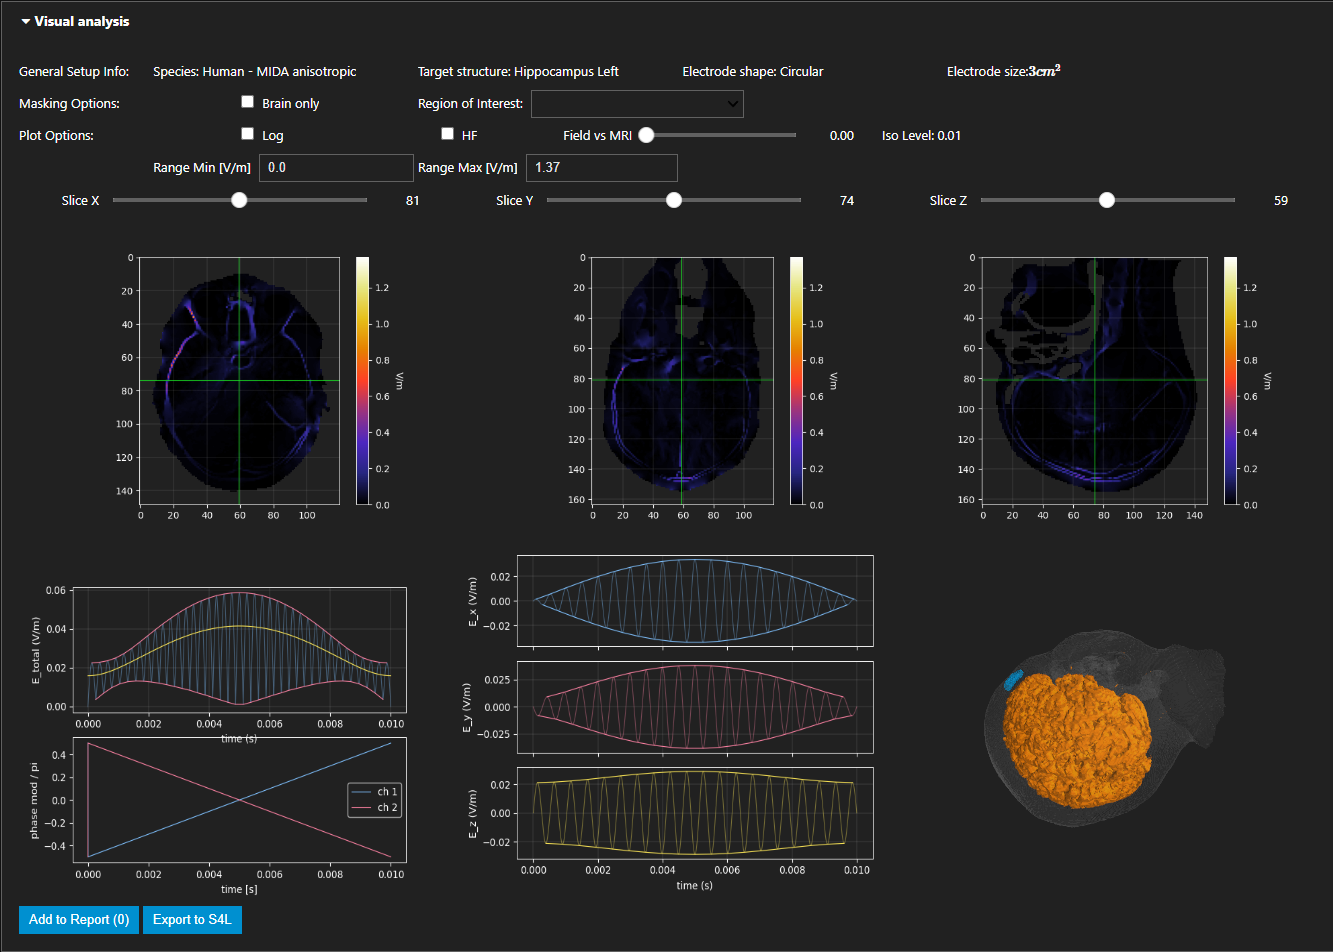 Visual analysis
General Setup Info: Species: Human - MIDA anisotropic Target structure: Hippocampus Left Electrode shape: Circular Electrode size:3cm²
Masking Options: Brain only Region of Interest:
Plot Options: Log HF Field vs MRI 0.00 Iso Level: 0.01
Range Min [V/m] 0.0 Range Max [V/m] 1.37
Slice X 81 Slice Y 74 Slice Z 59
0
20
40
60
80
100
120
140
0 20 40 60 80 100
1.2
1.0
0.8
0.6
0.4
0.2
0.0
V/m
0
20
40
60
80
100
120
140
160
0 20 40 60 80 100
1.2
1.0
0.8
0.6
0.4
0.2
0.0
V/m
0
20
40
60
80
100
120
140
160
0 20 40 60 80 100 120 140
1.2
1.0
0.8
0.6
0.4
0.2
0.0
V/m
E_total (V/m)
0.06
0.04
0.02
0.00
0.000 0.002 0.004 0.006 0.008 0.010
time (s)
phase mod / pi
0.4
0.2
0.0
−0.2
−0.4
ch 1
ch 2
0.000 0.002 0.004 0.006 0.008 0.010
time [s]
E_x (V/m)
0.02
0.00
−0.02
E_y (V/m)
0.025
0.000
−0.025
E_z (V/m)
0.02
0.00
−0.02
0.000 0.002 0.004 0.006 0.008 0.010
time (s)
Add to Report (0) Export to S4L